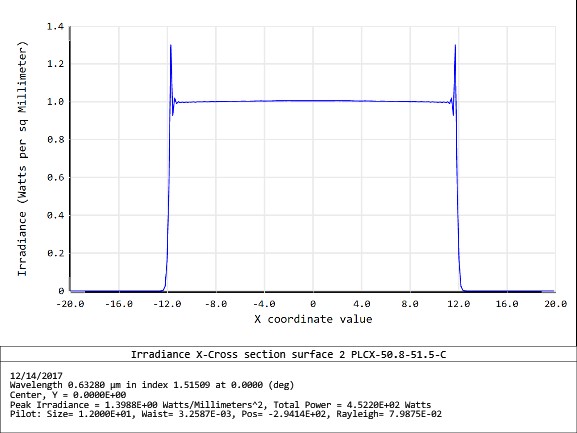 1.4
1.2
1.0
0.8
0.6
0.4
0.2
0
Irradiance (Watts per sq Millimeter)
-20.0 -16.0 -12.0 -8.0 -4.0 0 4.0 8.0 12.0 16.0 20.0
X coordinate value
Irradiance X-Cross section surface 2 PLCX-50.8-51.5-C
12/14/2017
Wavelength 0.63280 µm in index 1.51509 at 0.0000 (deg)
Center, Y = 0.0000E+00
Peak Irradiance = 1.3988E+00 Watts/Millimeters^2, Total Power = 4.5220E+02 Watts
Pilot: Size= 1.2000E+01, Waist= 3.2587E-03, Pos= -2.9414E+02, Rayleigh= 7.9875E-02